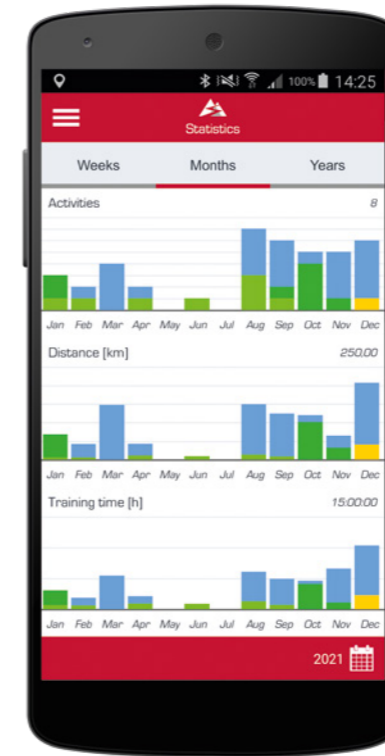 100% 14:25
Statistics
Weeks Months Years
Activities 8
Jan Feb Mar Apr May Jun Jul Aug Sep Oct Nov Dec
Distance [km] 250.00
Jan Feb Mar Apr May Jun Jul Aug Sep Oct Nov Dec
Training time [h] 15:00:00
Jan Feb Mar Apr May Jun Jul Aug Sep Oct Nov Dec
2021